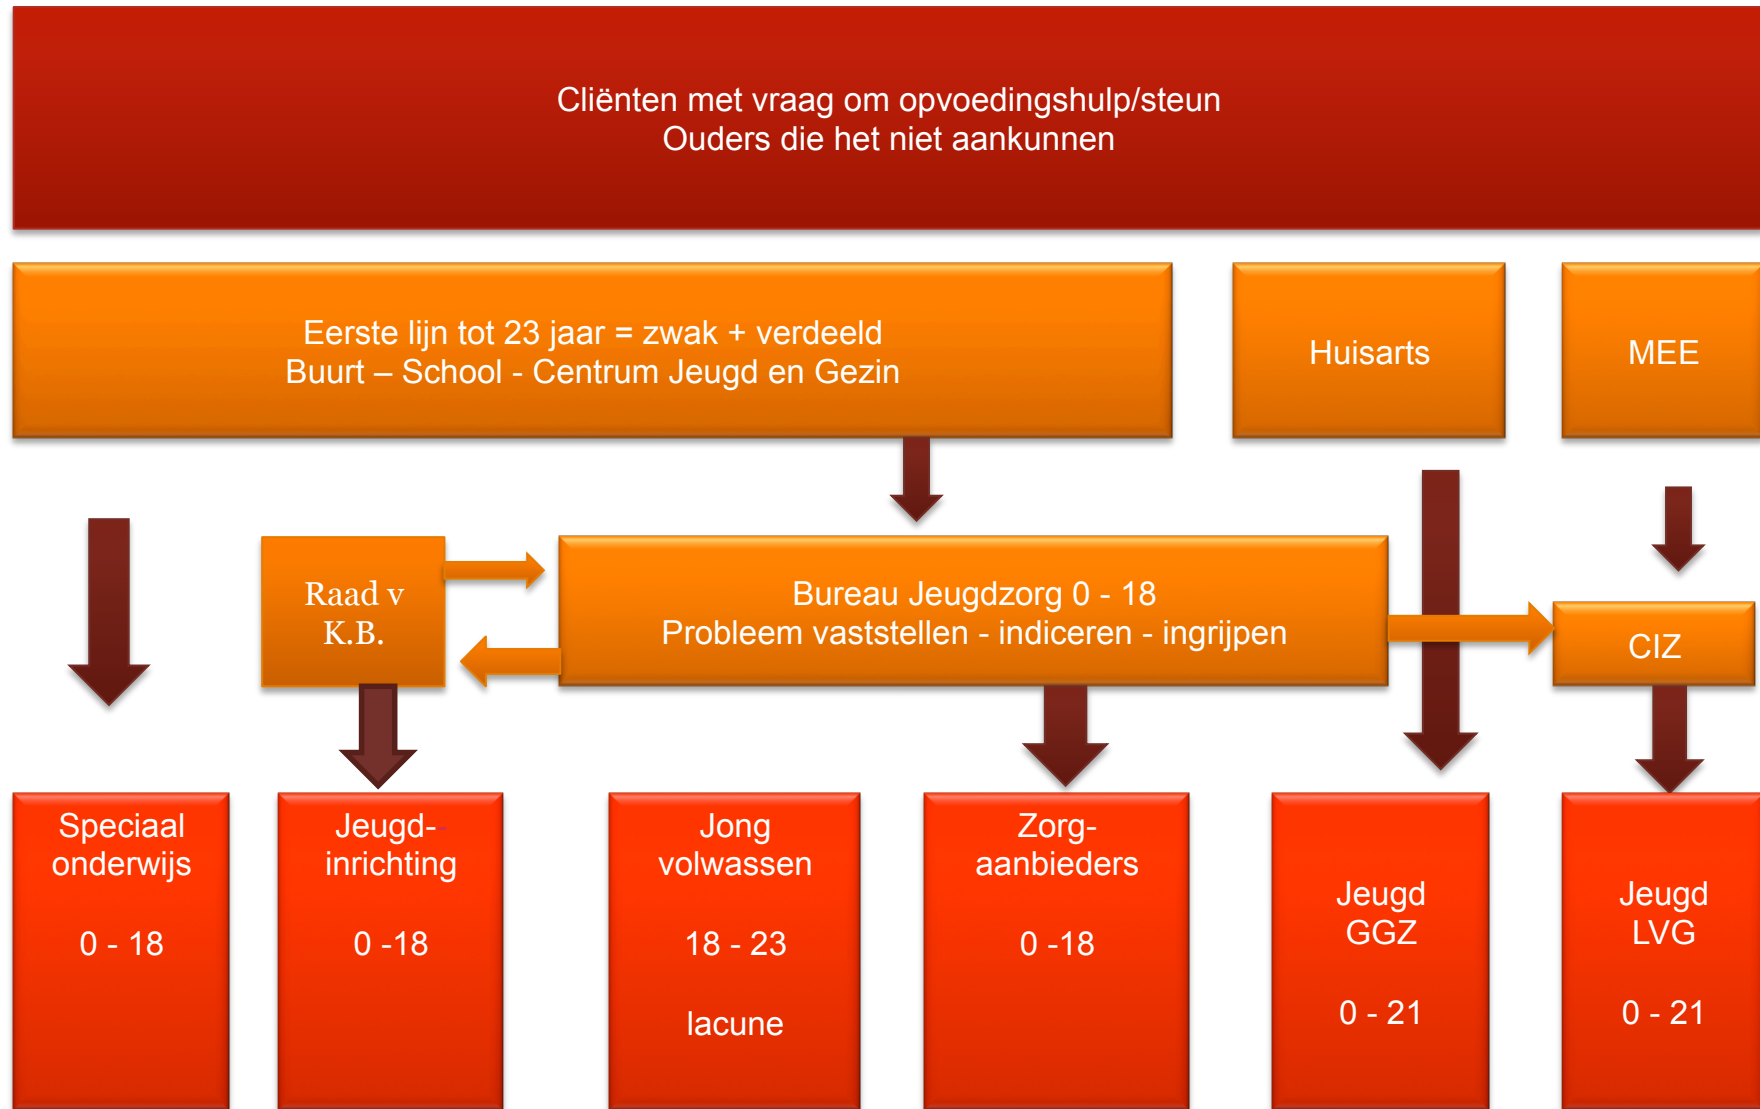 Cliënten met vraag om opvoedingshulp/steun
Ouders die het niet aankunnen
Eerste lijn tot 23 jaar = zwak + verdeeld
Buurt – School - Centrum Jeugd en Gezin
Huisarts
MEE
Raad v
K.B.
Bureau Jeugdzorg 0 - 18
Probleem vaststellen - indiceren - ingrijpen
CIZ
Speciaal
onderwijs
0 - 18
Jeugd-
inrichting
0 -18
Jong
volwassen
18 - 23
lacune
Zorg-
aanbieders
0 -18
Jeugd
GGZ
0 - 21
Jeugd
LVG
0 - 21